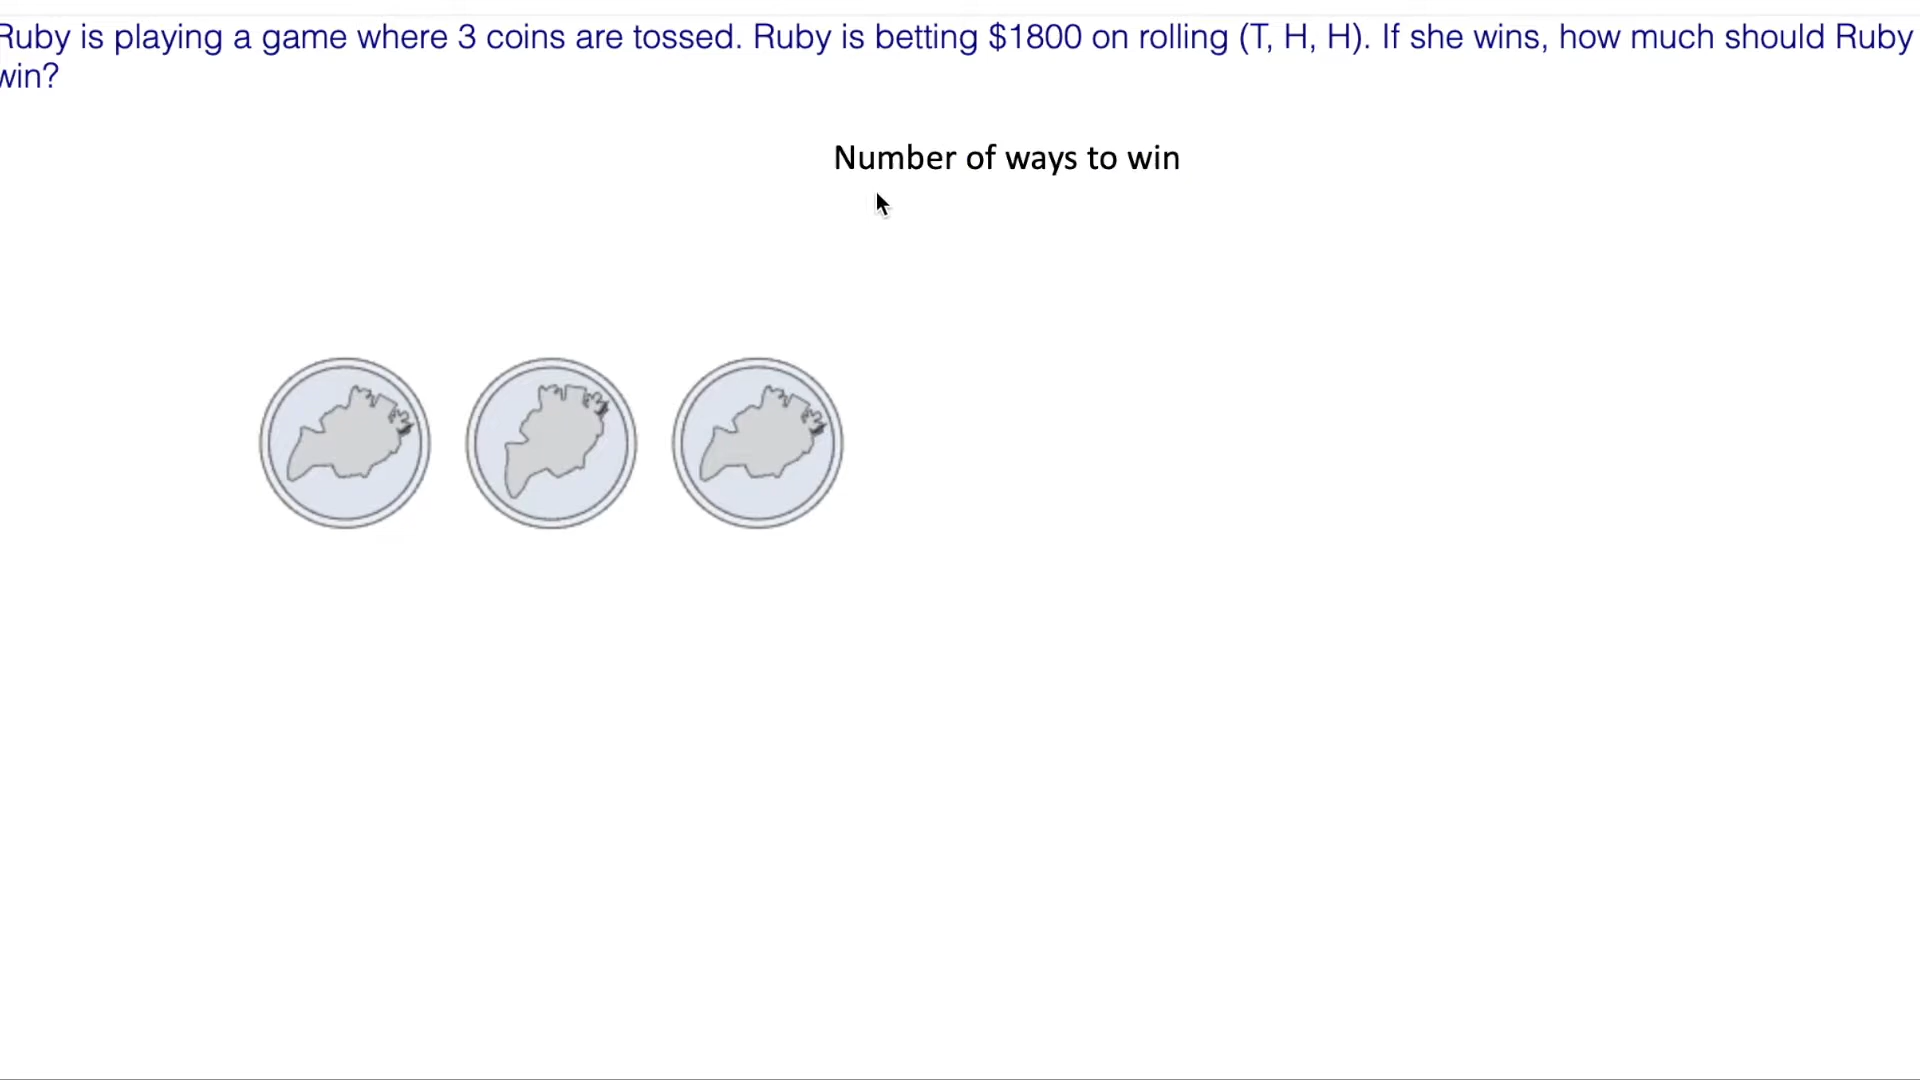 Ruby is playing a game where 3 coins are tossed. Ruby is betting $1800 on rolling (T, H, H). If she wins, how much should Ruby
win?
Number of ways to win